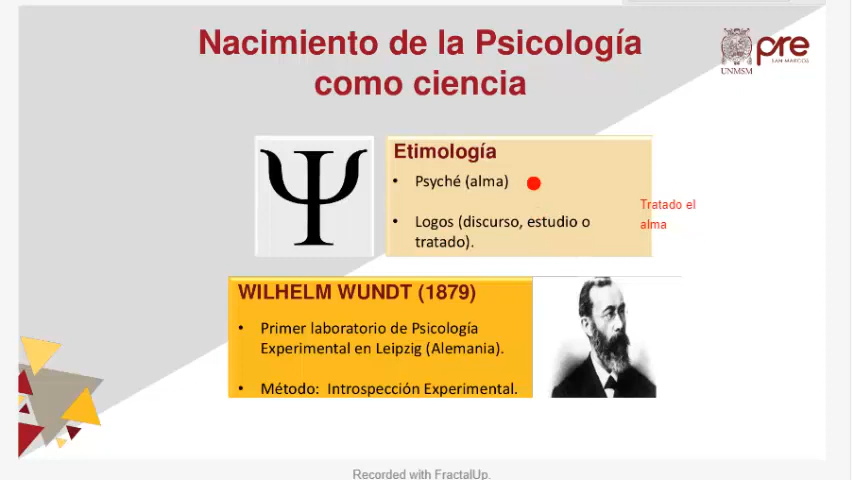 Nacimiento de la Psicología
como ciencia
UNMSM
pre
SAN MARCOS
Ψ
Etimología
• Psyché (alma)
• Logos (discurso, estudio o
tratado).
Tratado el
alma
WILHELM WUNDT (1879)
• Primer laboratorio de Psicología
Experimental en Leipzig (Alemania).
• Método: Introspección Experimental.
Recorded with FractalUp.